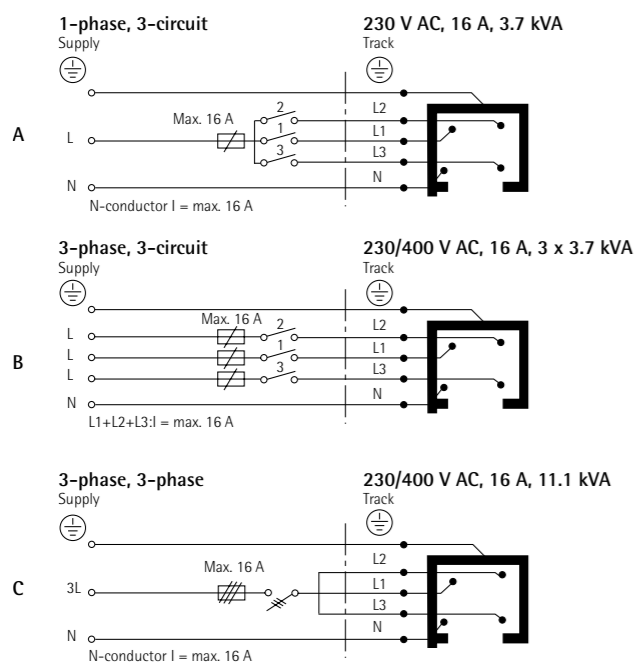 1-phase, 3-circuit 230 V AC, 16 A, 3.7 kVA
Supply Track
L2
Max. 16 A 2
A L 1 L1
3 L3
N N
N-conductor I = max. 16 A
3-phase, 3-circuit 230/400 V AC, 16 A, 3 x 3.7 kVA
Supply Track
Max. 16 A 2 L2
L
L 1 L1
B
L 3 L3
N N
L1+L2+L3:I = max. 16 A
3-phase, 3-phase 230/400 V AC, 16 A, 11.1 kVA
Supply Track
L2
Max. 16 A
C 3L L1
L3
N N
N-conductor I = max. 16 A